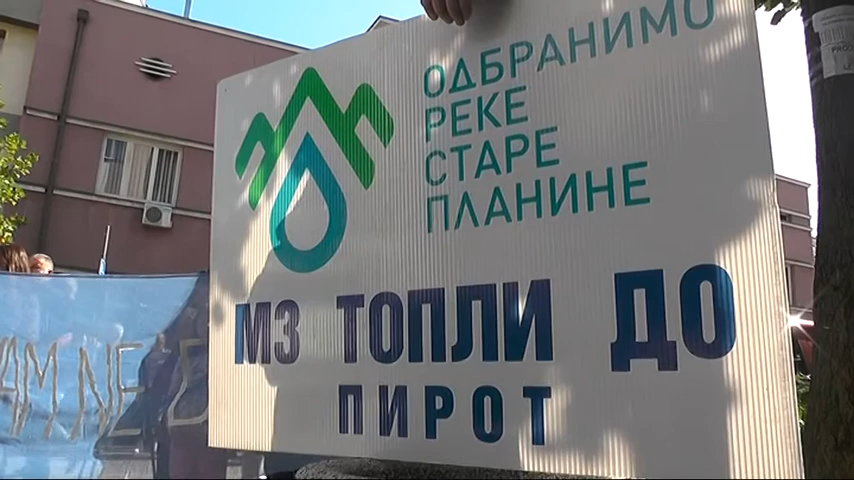 ОДБРАНИМО
РЕКЕ
СТАРЕ
ПЛАНИНЕ
МЗ ТОПЛИ ДО
ПИРОТ